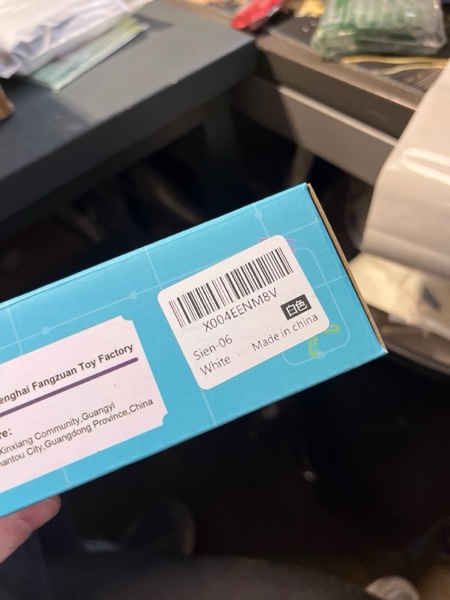 X004EENM8V
Sien-06
白色
White
Made in china
enghai Fangzuan Toy Factory
re:
Xinxiang Community,Guangyi
hantou City,Guangdong Province,China